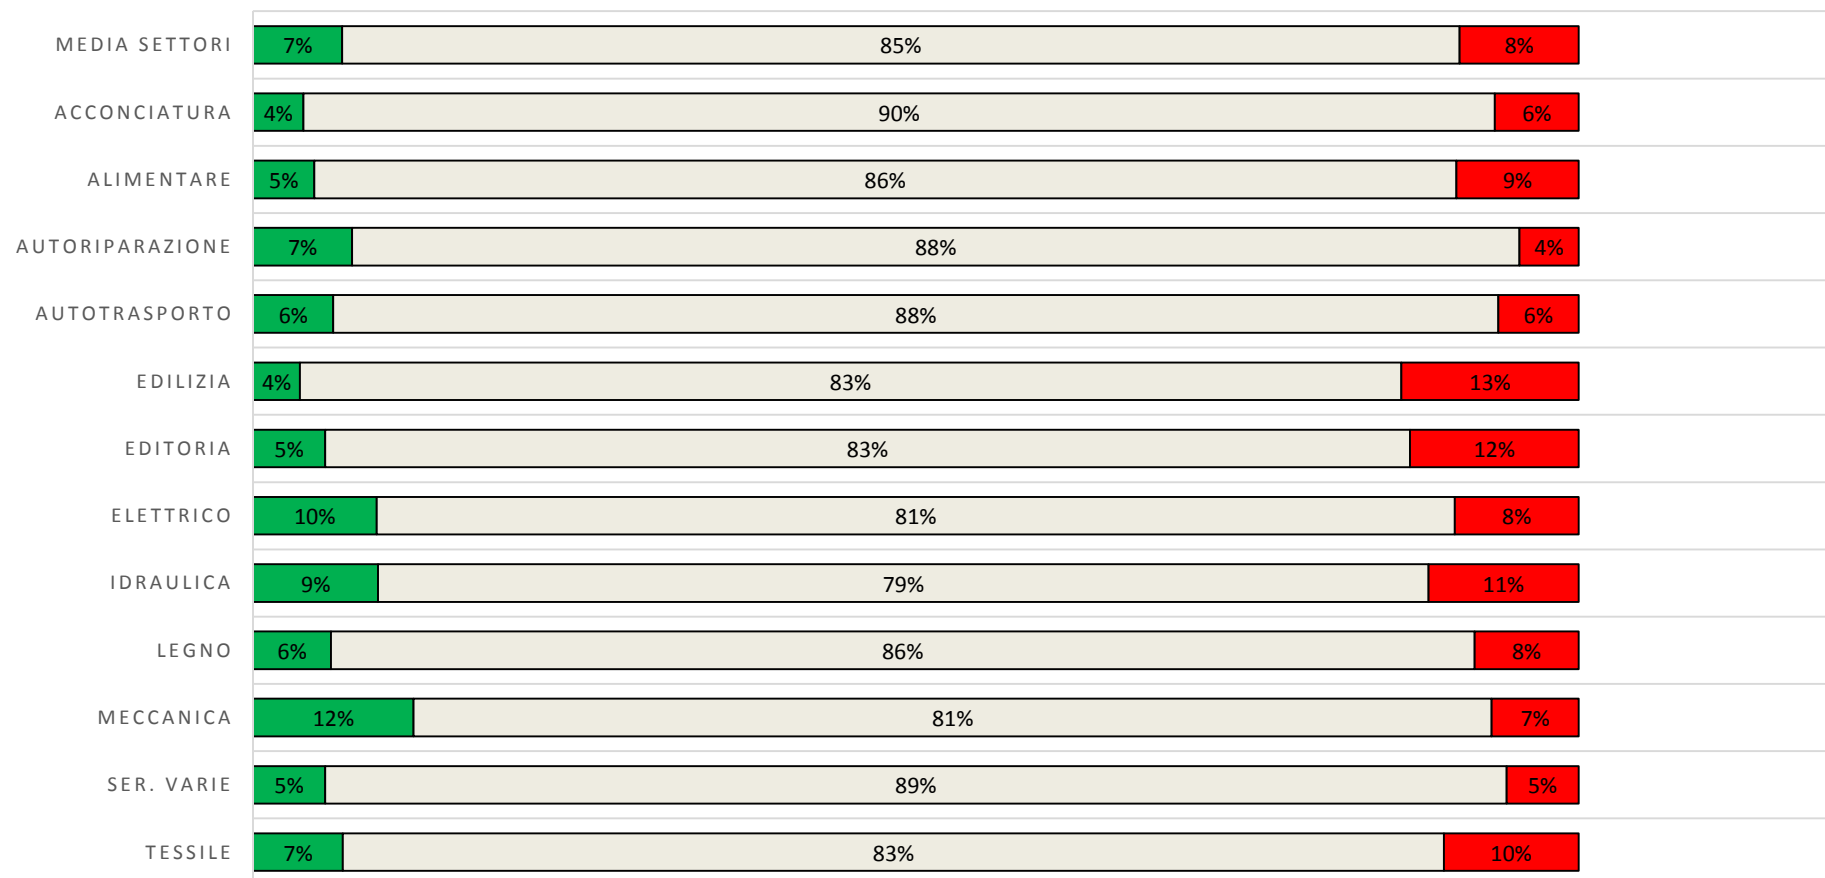 MEDIA SETTORI 7% 85% 8%
ACCONCIATURA 4% 90% 6%
ALIMENTARE 5% 86% 9%
AUTORIPARAZIONE 7% 88% 4%
AUTOTRASPORTO 6% 88% 6%
EDILIZIA 4% 83% 13%
EDITORIA 5% 83% 12%
ELETTRICO 10% 81% 8%
IDRAULICA 9% 79% 11%
LEGNO 6% 86% 8%
MECCANICA 12% 81% 7%
SER. VARIE 5% 89% 5%
TESSILE 7% 83% 10%